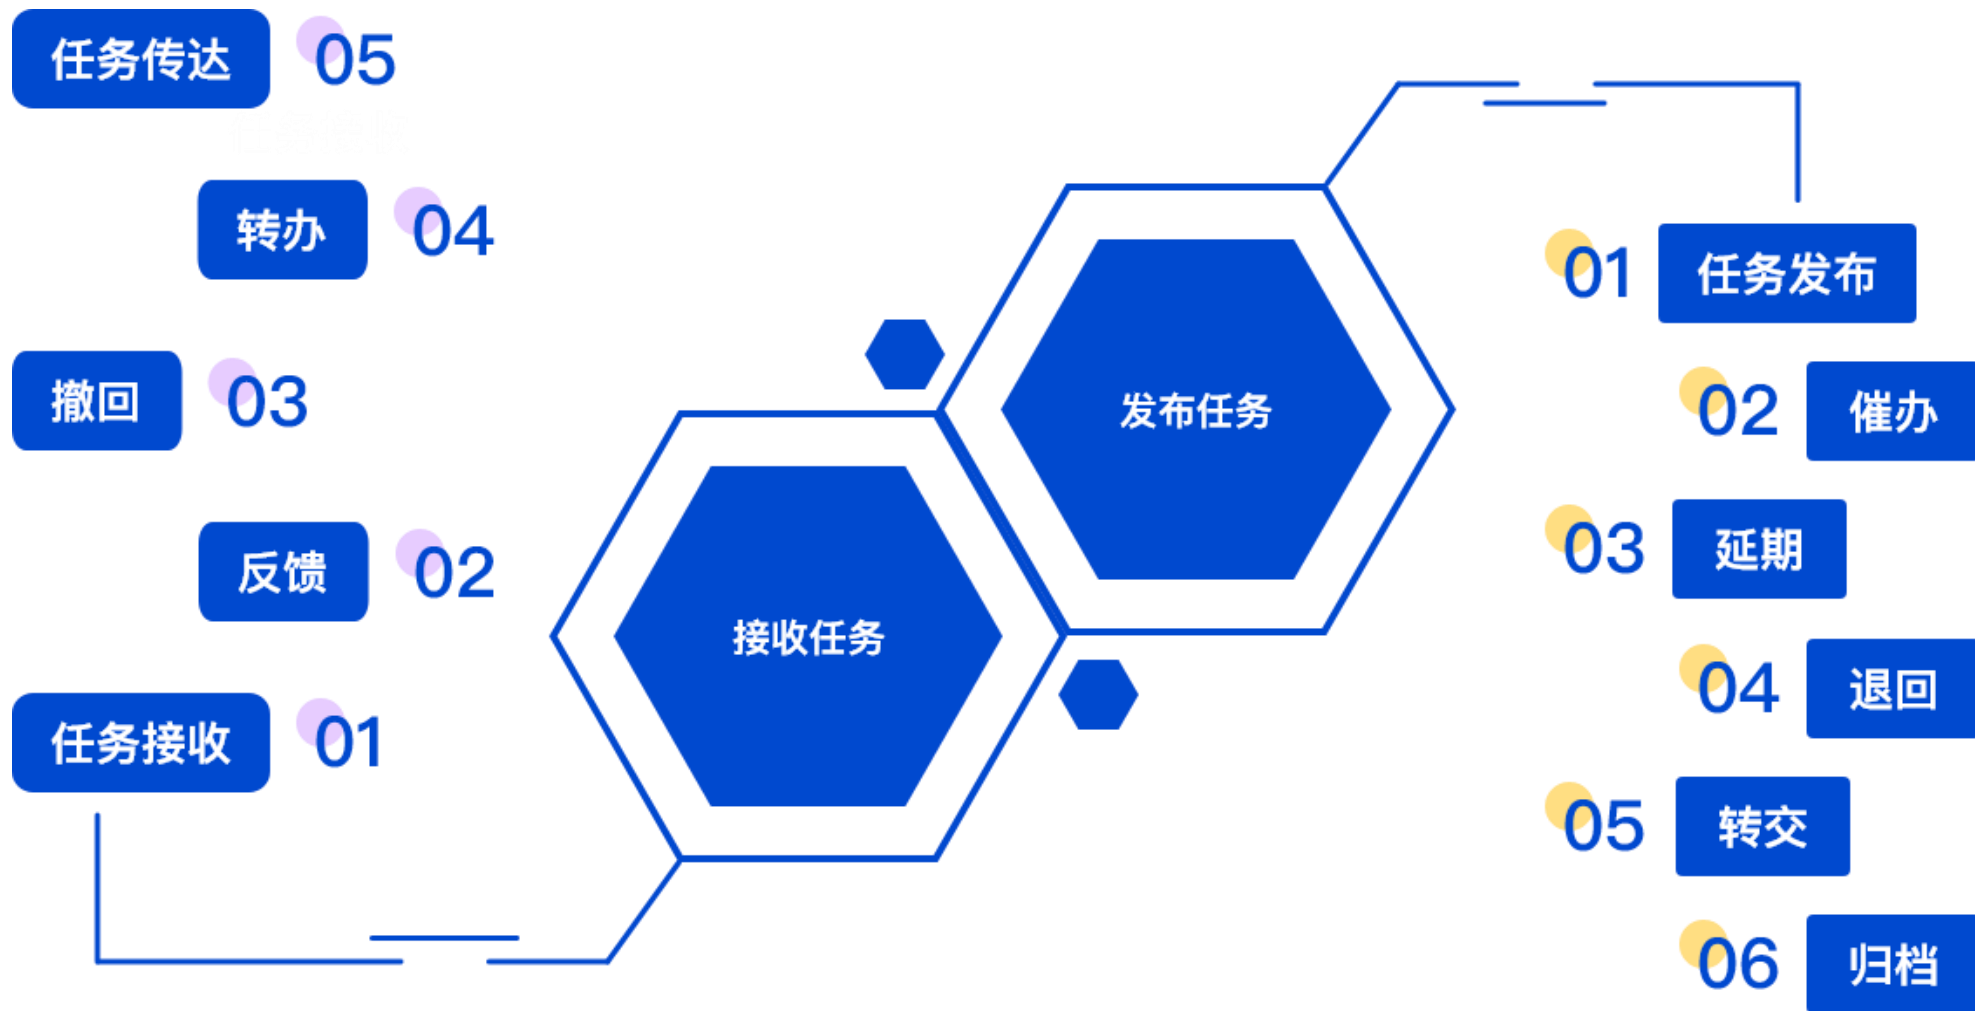 任务传达 05
转办 04
撤回 03
反馈 02
任务接收 01
发布任务
接收任务
01 任务发布
02 催办
03 延期
04 退回
05 转交
06 归档